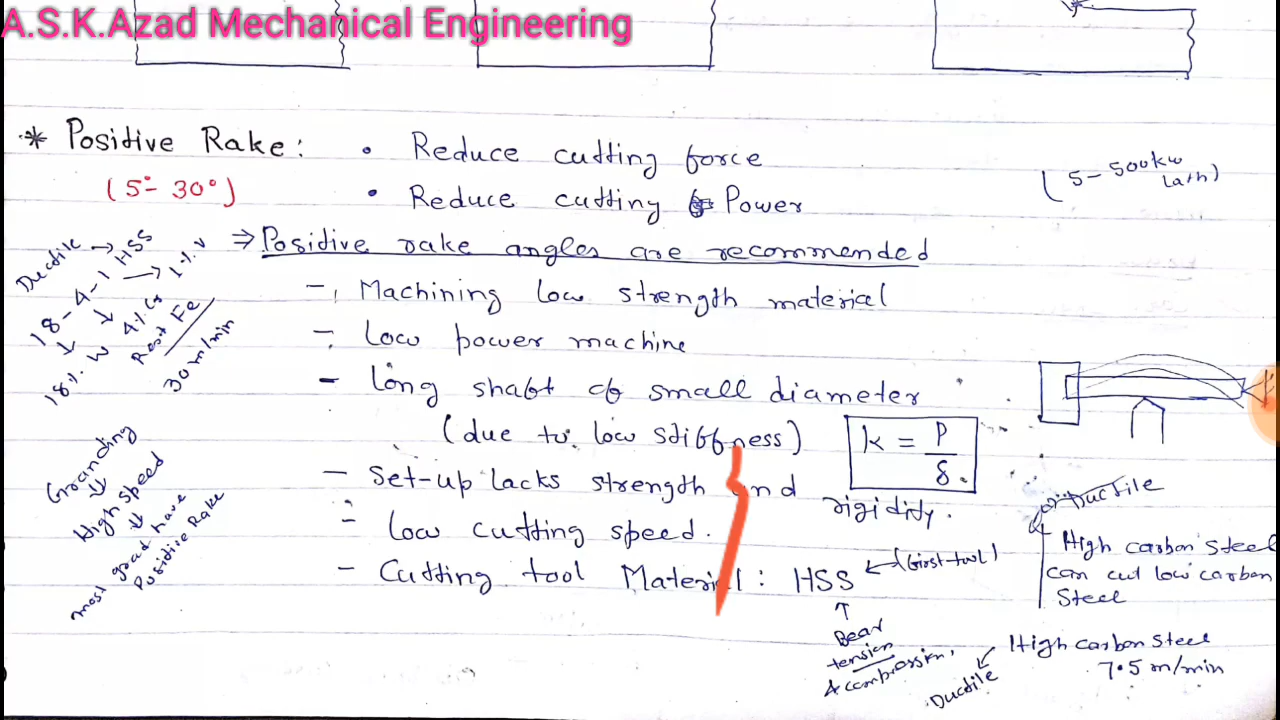 A.S.K.Azad Mechanical Engineering
* Positive Rake:
(5°- 30°)
• Reduce cutting force
• Reduce cutting Power
(5 - 500kw
Lath)
⇒ Positive rake angles are recommended
- Machining low strength material
- Low power machine
- Long shaft of small diameter
(due to low stiffness)
k = P/δ.
- Set-up lacks strength and rigidity.
- low cutting speed.
- Cutting tool Material: HSS ← (First tool)
↑
Bear
tension
& compression.
Ductile → HSS
18 - 4 - 1 → 1% V
18% W 4% Cr
Rest Fe
30 m/min
Granding
⇓
High speed
⇓
most goat have
Positive Rake
Ductile
High carbon steel
can cut low carbon
Steel
High carbon steel
7.5 m/min
Ductile